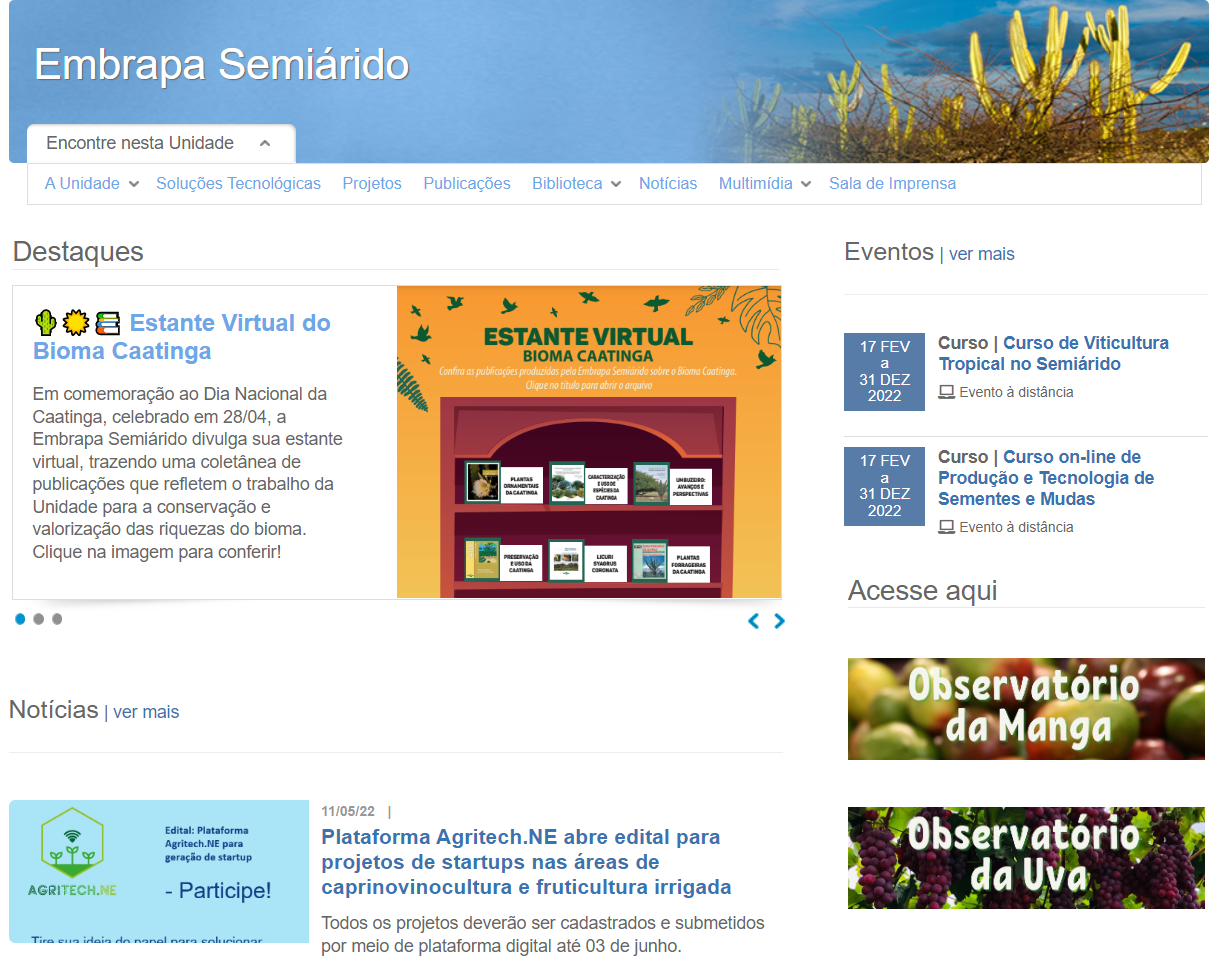 Embrapa Semiárido
Encontre nesta Unidade
A Unidade Soluções Tecnológicas Projetos Publicações Biblioteca Notícias Multimídia Sala de Imprensa
Destaques
Estante Virtual do
Bioma Caatinga
Em comemoração ao Dia Nacional da
Caatinga, celebrado em 28/04, a
Embrapa Semiárido divulga sua estante
virtual, trazendo uma coletânea de
publicações que refletem o trabalho da
Unidade para a conservação e
valorização das riquezas do bioma.
Clique na imagem para conferir!
ESTANTE VIRTUAL
BIOMA CAATINGA
Confira as publicações produzidas pela Embrapa Semiárido sobre o Bioma Caatinga.
Clique no título para abrir o arquivo
PLANTAS
ORNAMENTAIS
DA CAATINGA
CARACTERIZAÇÃO
E USO DE
ESPÉCIES DA
CAATINGA
UMBUZEIRO:
AVANÇOS E
PERSPECTIVAS
PRESERVAÇÃO
E USO DA
CAATINGA
LICURI
SYAGRUS
CORONATA
PLANTAS
FORRAGEIRAS
DA CAATINGA
Notícias | ver mais
Edital: Plataforma
Agritech.NE para
geração de startup
AGRITECH.NE
- Participe!
Tire sua ideia do papel para solucionar
11/05/22 |
Plataforma Agritech.NE abre edital para
projetos de startups nas áreas de
caprinovinocultura e fruticultura irrigada
Todos os projetos deverão ser cadastrados e submetidos
por meio de plataforma digital até 03 de junho.
Eventos | ver mais
17 FEV
a
31 DEZ
2022
Curso | Curso de Viticultura
Tropical no Semiárido
Evento à distância
17 FEV
a
31 DEZ
2022
Curso | Curso on-line de
Produção e Tecnologia de
Sementes e Mudas
Evento à distância
Acesse aqui
Observatório
da Manga
Observatório
da Uva